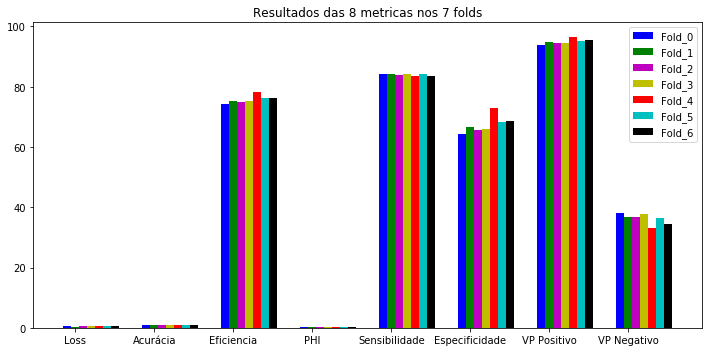 Resultados das 8 metricas nos 7 folds
100
80
60
40
20
0
Fold_0
Fold_1
Fold_2
Fold_3
Fold_4
Fold_5
Fold_6
Loss
Acurácia
Eficiencia
PHI
Sensibilidade
Especificidade
VP Positivo
VP Negativo